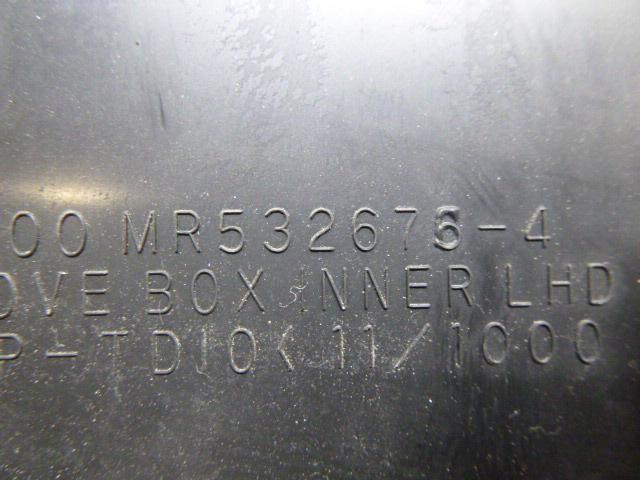 00 MR532676-4
OVE BOX INNER LHD
P-TD10< 11/1000